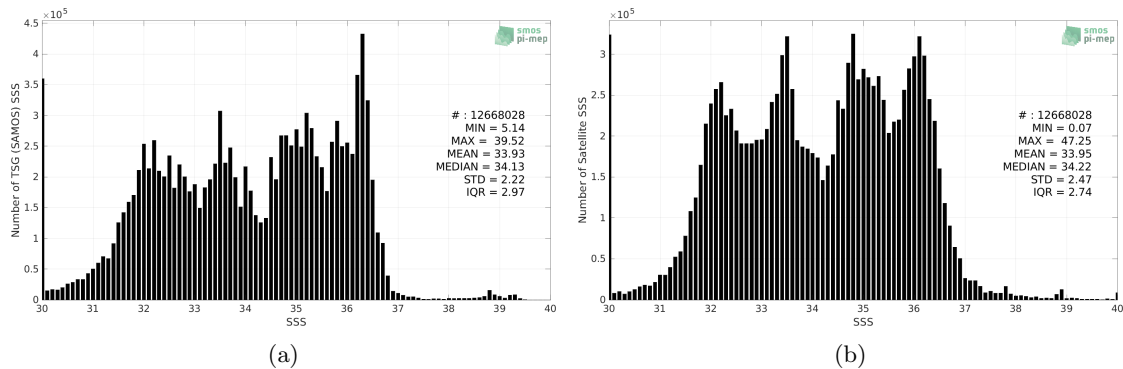 ×10^5
smos
pi-mep
4.5
4
3.5
3
2.5
2
1.5
1
0.5
0
Number of TSG (SAMOS) SSS
# : 12668028
MIN = 5.14
MAX = 39.52
MEAN = 33.93
MEDIAN = 34.13
STD = 2.22
IQR = 2.97
30 31 32 33 34 35 36 37 38 39 40
SSS
(a)
×10^5
smos
pi-mep
3
2.5
2
1.5
1
0.5
0
Number of Satellite SSS
# : 12668028
MIN = 0.07
MAX = 47.25
MEAN = 33.95
MEDIAN = 34.22
STD = 2.47
IQR = 2.74
30 31 32 33 34 35 36 37 38 39 40
SSS
(b)